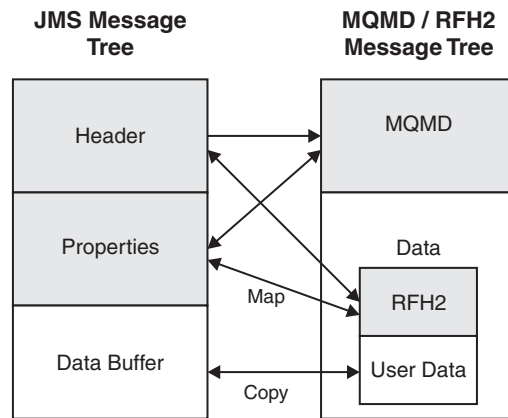 JMS Message
Tree
MQMD / RFH2
Message Tree
Header
MQMD
Properties
Data
Map
RFH2
Data Buffer
User Data
Copy